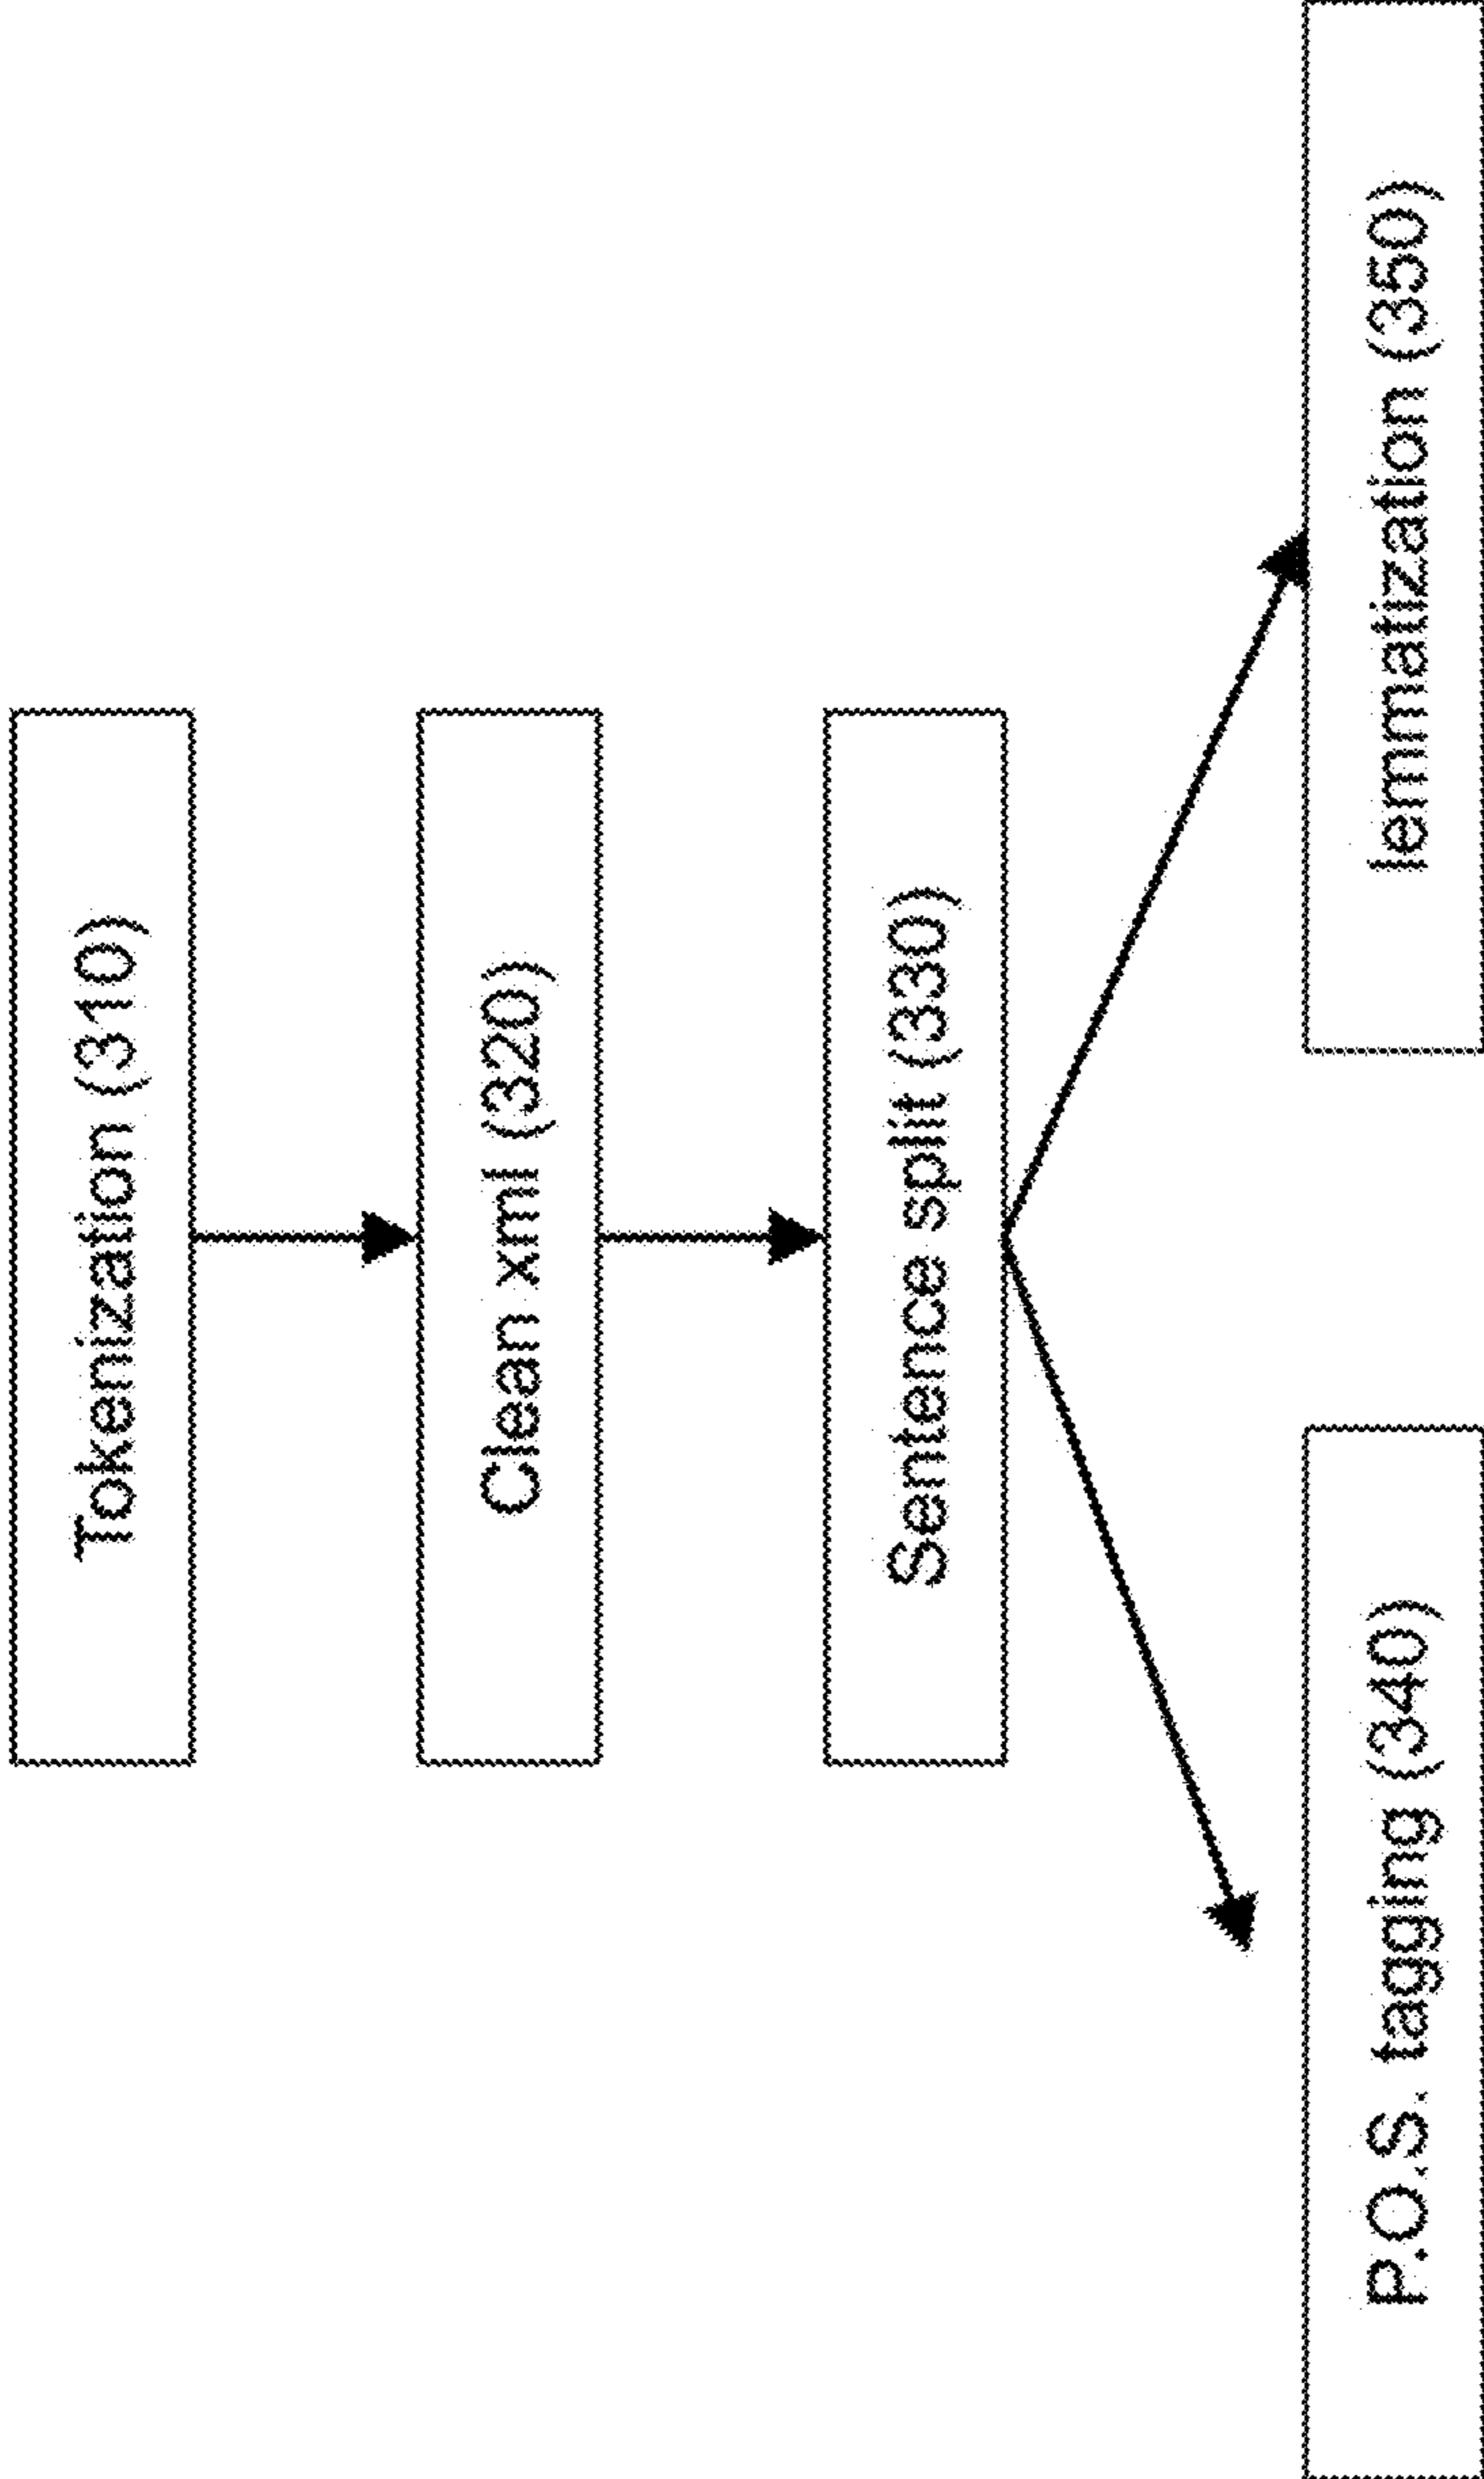 Tokenization (310)
Clean xml (320)
Sentence split (330)
P.O.S. tagging (340)
lemmatization (350)